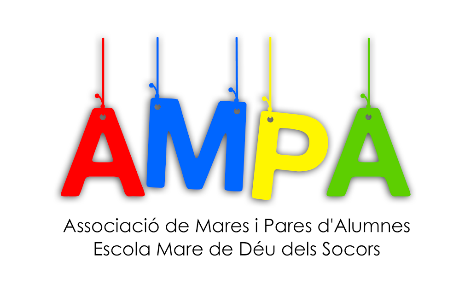 AMPA
Associació de Mares i Pares d'Alumnes
Escola Mare de Déu dels Socors